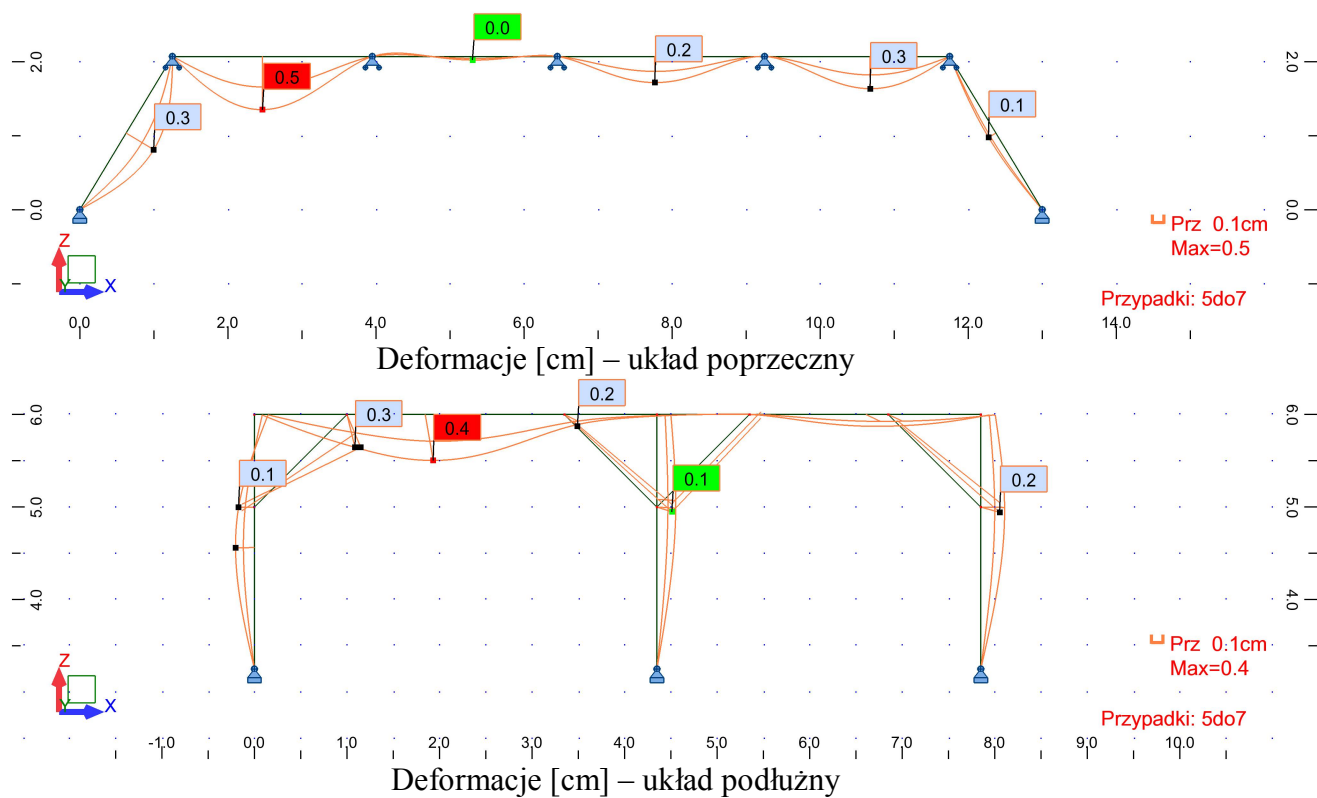 0.0
0.2
0.3
0.5
0.3
0.1
2.0
2.0
0.0
0.0
Prz 0.1cm
Max=0.5
Przypadki: 5do7
Z
Y
X
0.0 2.0 4.0 6.0 8.0 10.0 12.0 14.0
Deformacje [cm] – układ poprzeczny
0.2
0.3
0.4
0.1
0.1
0.2
6.0
6.0
5.0
5.0
4.0
4.0
Prz 0.1cm
Max=0.4
Przypadki: 5do7
Z
Y
X
-1.0 0.0 1.0 2.0 3.0 4.0 5.0 6.0 7.0 8.0 9.0 10.0
Deformacje [cm] – układ podłużny